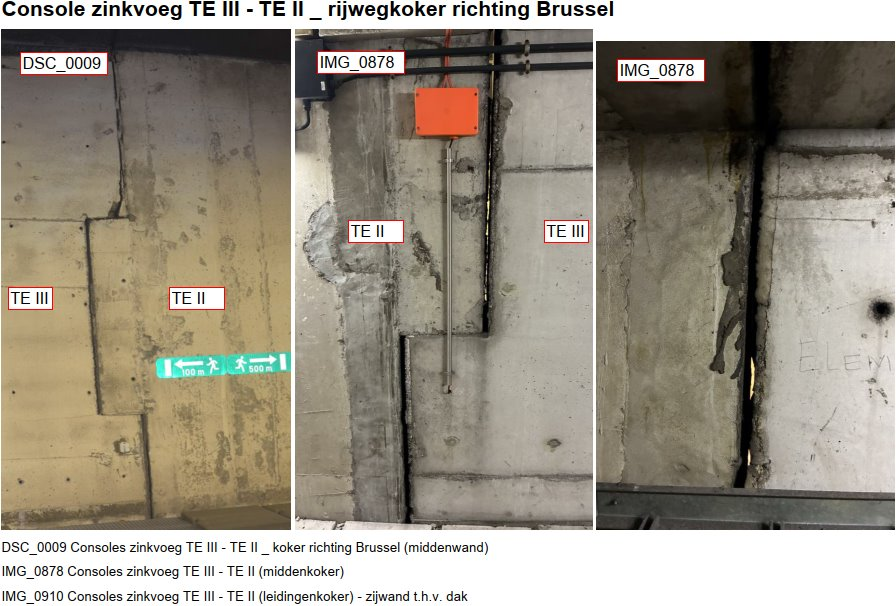 Console zinkvoeg TE III - TE II _ rijwegkoker richting Brussel
DSC_0009
IMG_0878
IMG_0878
TE II
TE III
TE III
TE II
100 m
500 m
ELEM
DSC_0009 Consoles zinkvoeg TE III - TE II _ koker richting Brussel (middenwand)
IMG_0878 Consoles zinkvoeg TE III - TE II (middenkoker)
IMG_0910 Consoles zinkvoeg TE III - TE II (leidingenkoker) - zijwand t.h.v. dak